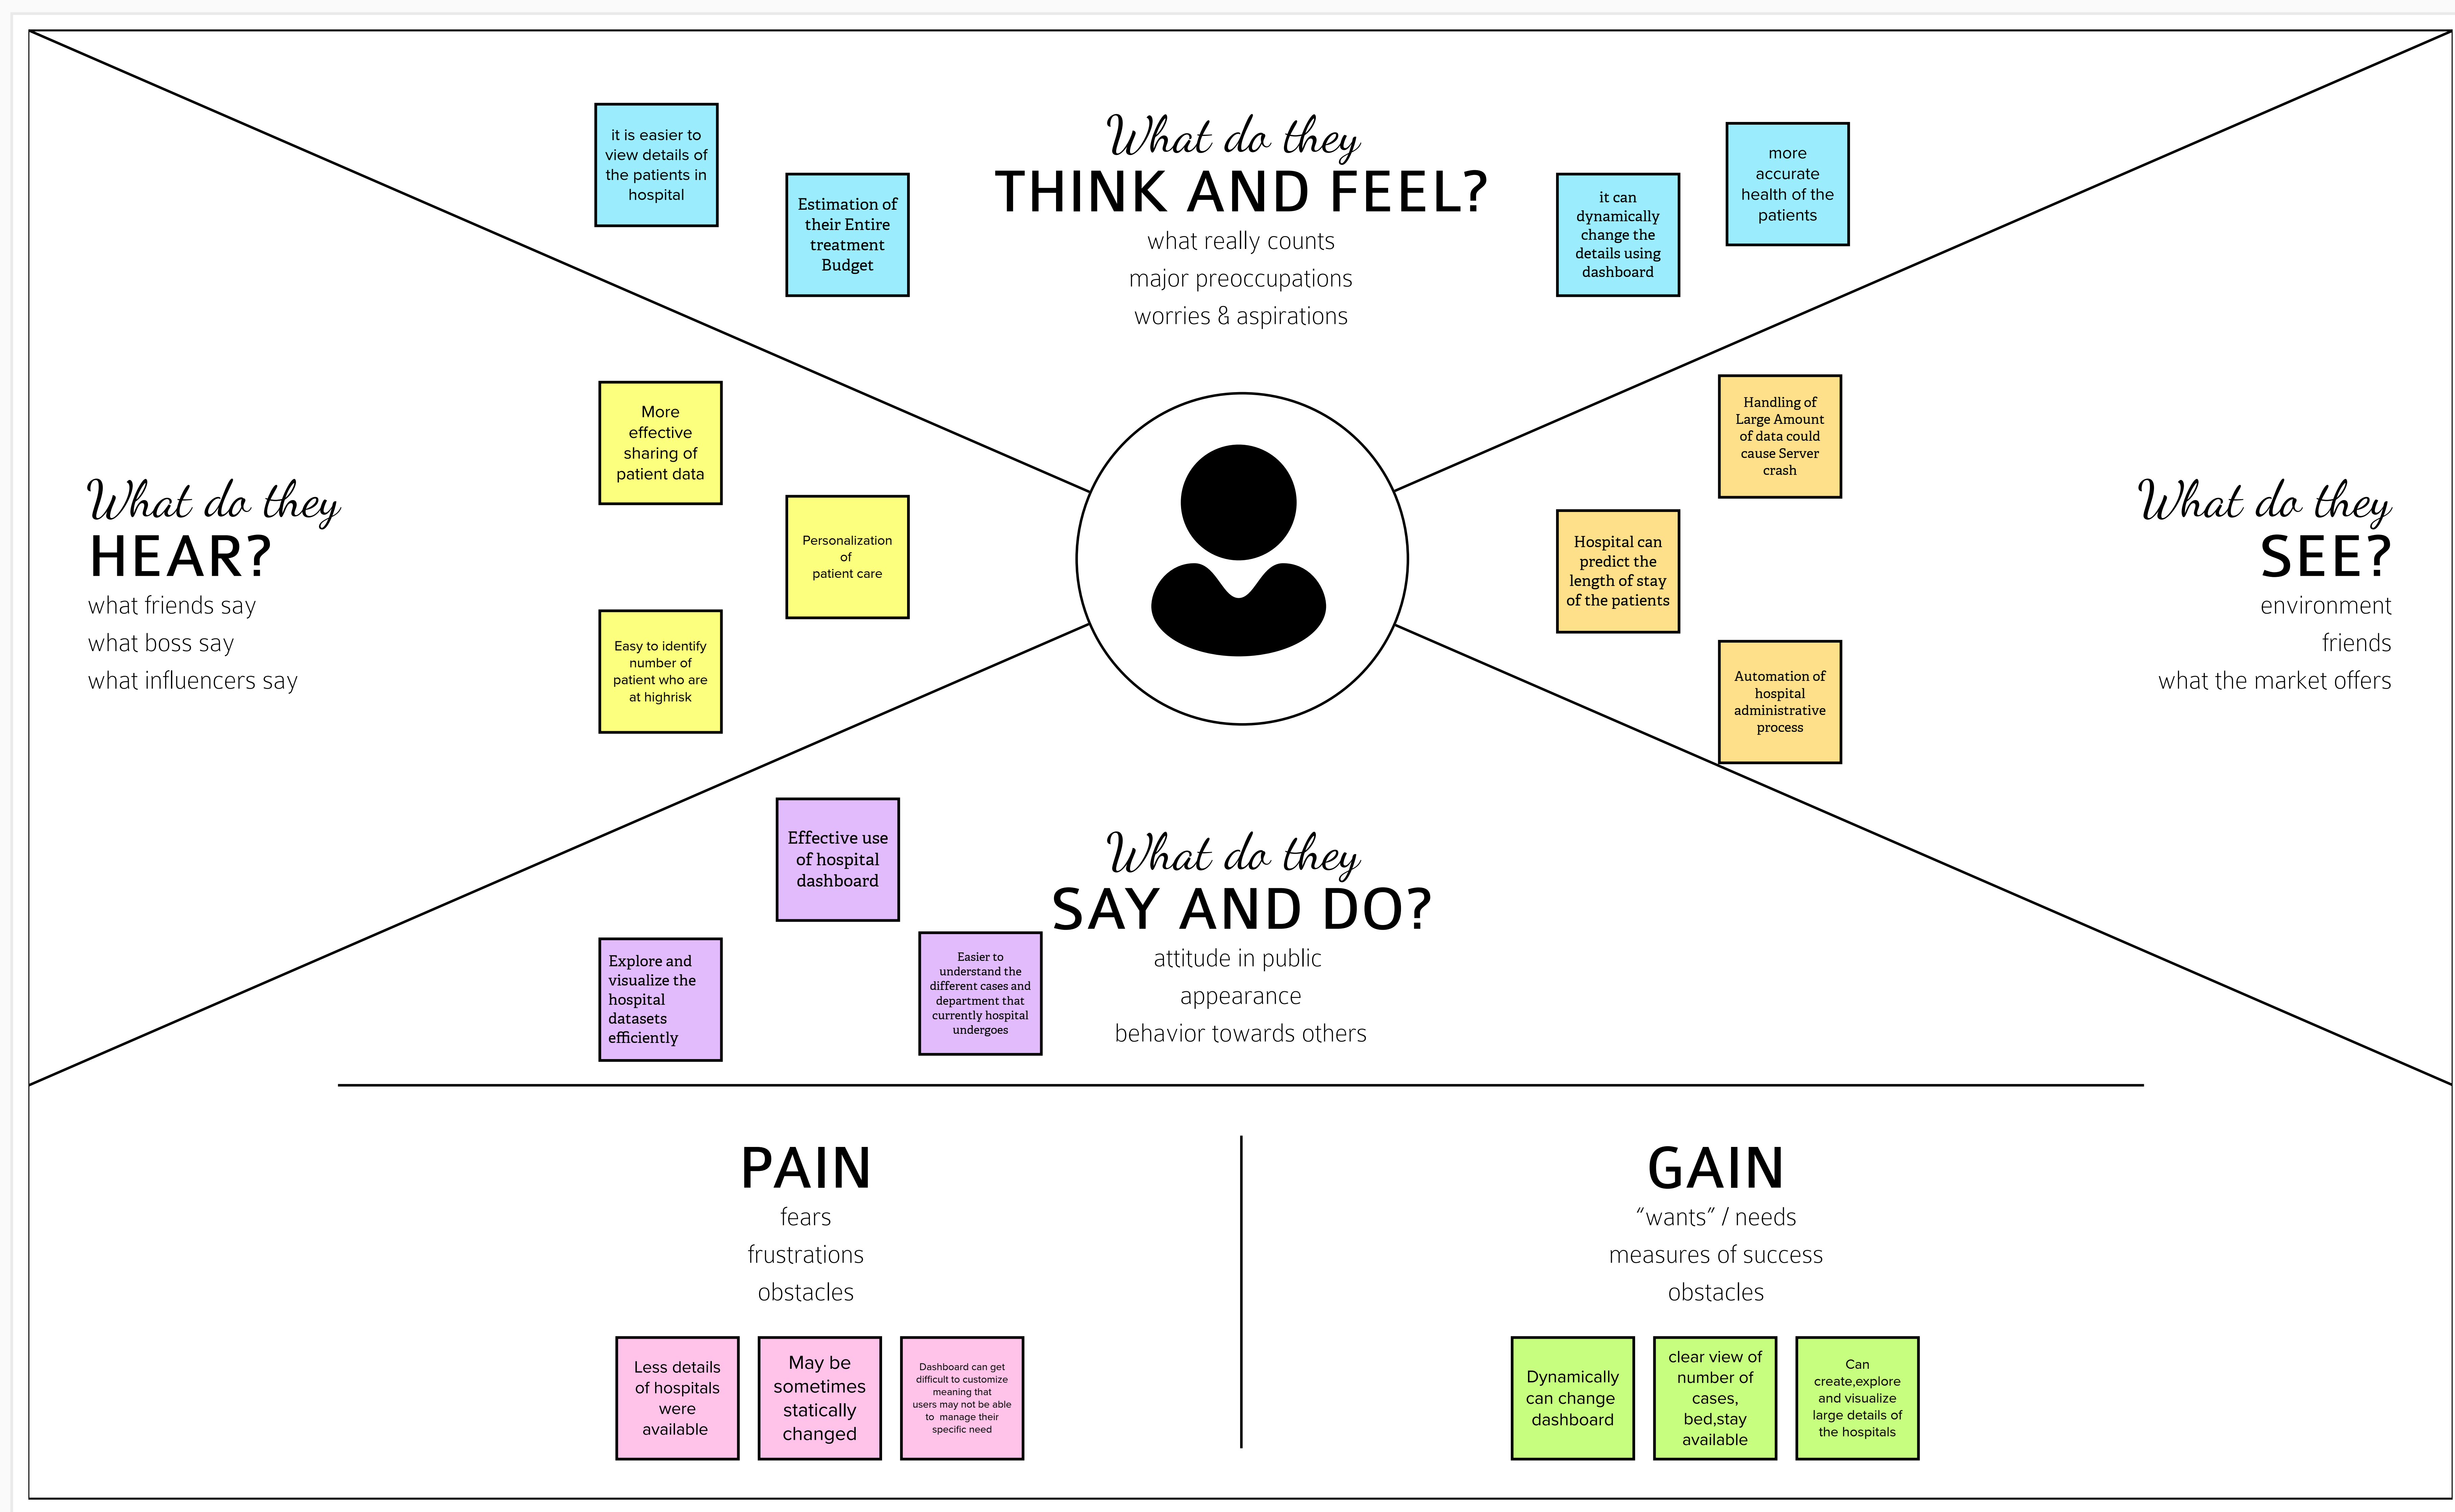 What do they
THINK AND FEEL?
what really counts
major preoccupations
worries & aspirations
it is easier to
view details of
the patients in
hospital
Estimation of
their Entire
treatment
Budget
it can
dynamically
change the
details using
dashboard
more
accurate
health of the
patients
What do they
HEAR?
what friends say
what boss say
what influencers say
More
effective
sharing of
patient data
Personalization
of
patient care
Easy to identify
number of
patient who are
at highrisk
What do they
SEE?
environment
friends
what the market offers
Handling of
Large Amount
of data could
cause Server
crash
Hospital can
predict the
length of stay
of the patients
Automation of
hospital
administrative
process
What do they
SAY AND DO?
attitude in public
appearance
behavior towards others
Effective use
of hospital
dashboard
Explore and
visualize the
hospital
datasets
efficiently
Easier to
understand the
different cases and
department that
currently hospital
undergoes
PAIN
fears
frustrations
obstacles
Less details
of hospitals
were
available
May be
sometimes
statically
changed
Dashboard can get
difficult to customize
meaning that
users may not be able
to manage their
specific need
GAIN
“wants” / needs
measures of success
obstacles
Dynamically
can change
dashboard
clear view of
number of
cases,
bed,stay
available
Can
create,explore
and visualize
large details of
the hospitals